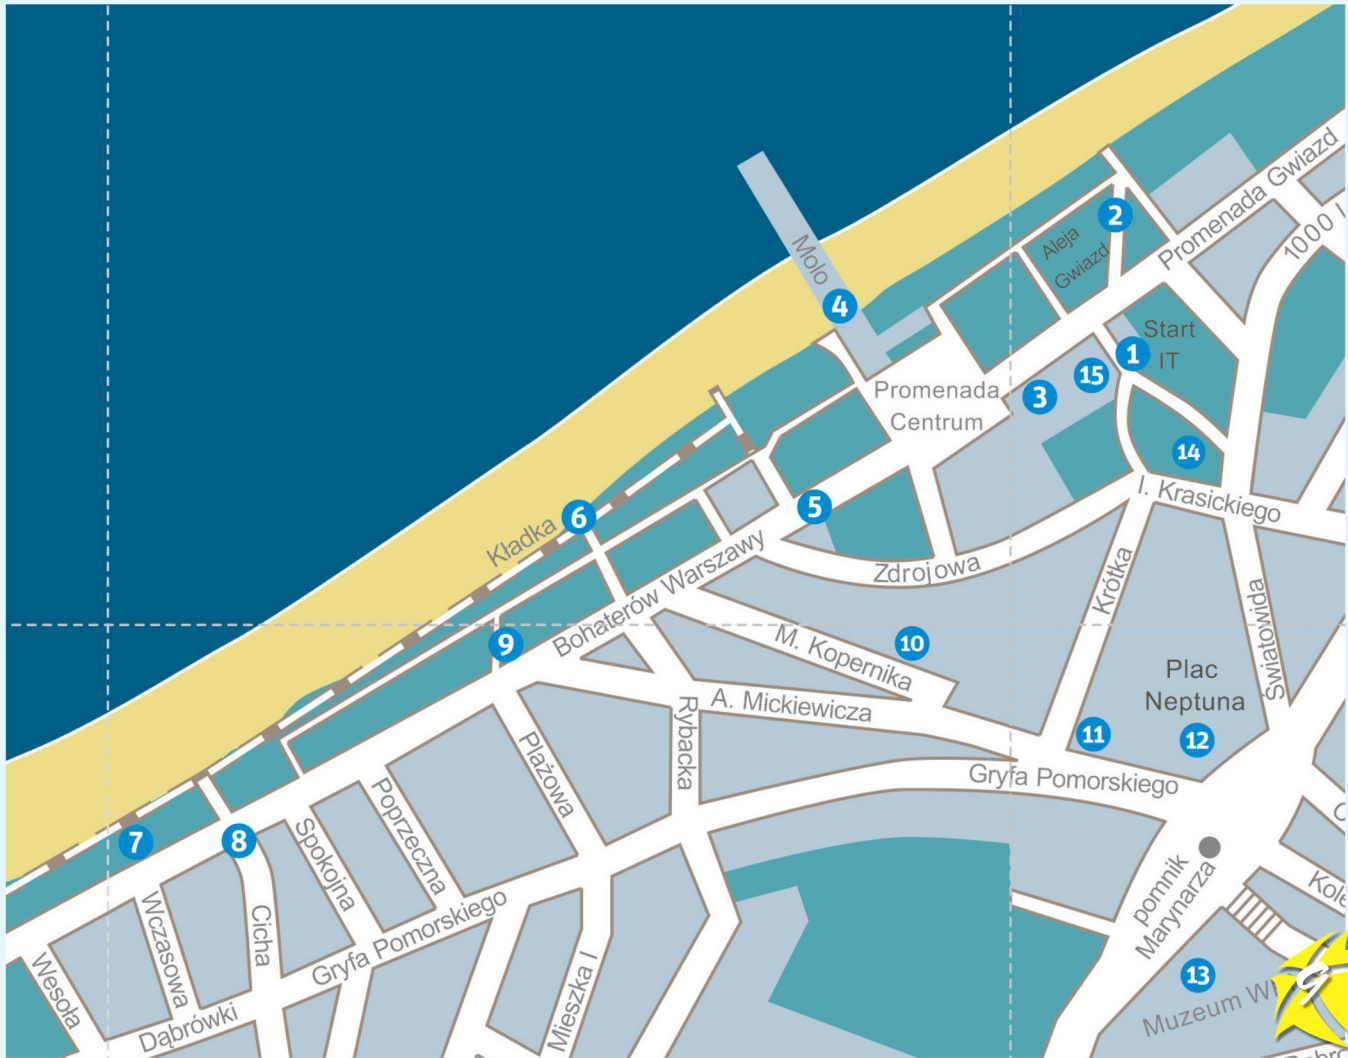 Promenada Gwiazd
1000 l
2
Aleja
Gwiazd
Molo
4
Start
IT
1
15
3
Promenada
Centrum
14
I. Krasickiego
5
6
Kładka
Zdrojowa
Bohaterów Warszawy
Krótka
Światowida
9
M. Kopernika
10
Plac
Neptuna
A. Mickiewicza
Rybacka
11
12
Plażowa
Gryfa Pomorskiego
Poprzeczna
Spokojna
7
8
pomnik
Marynarza
Kole
Wczasowa
Cicha
Gryfa Pomorskiego
Wesoła
Mieszka I
13
Muzeum W
Dąbrówki